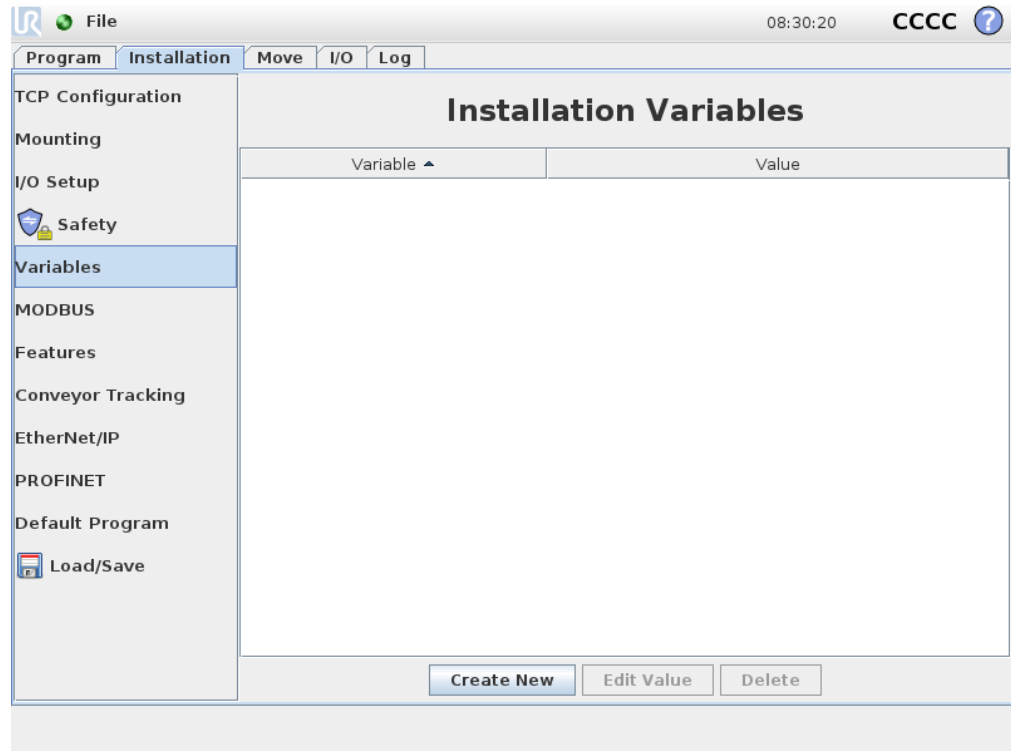 UR File 08:30:20 CCCC ?
Program Installation Move I/O Log
TCP Configuration
Mounting
I/O Setup
Safety
Variables
MODBUS
Features
Conveyor Tracking
EtherNet/IP
PROFINET
Default Program
Load/Save
Installation Variables
Variable Value
Create New Edit Value Delete